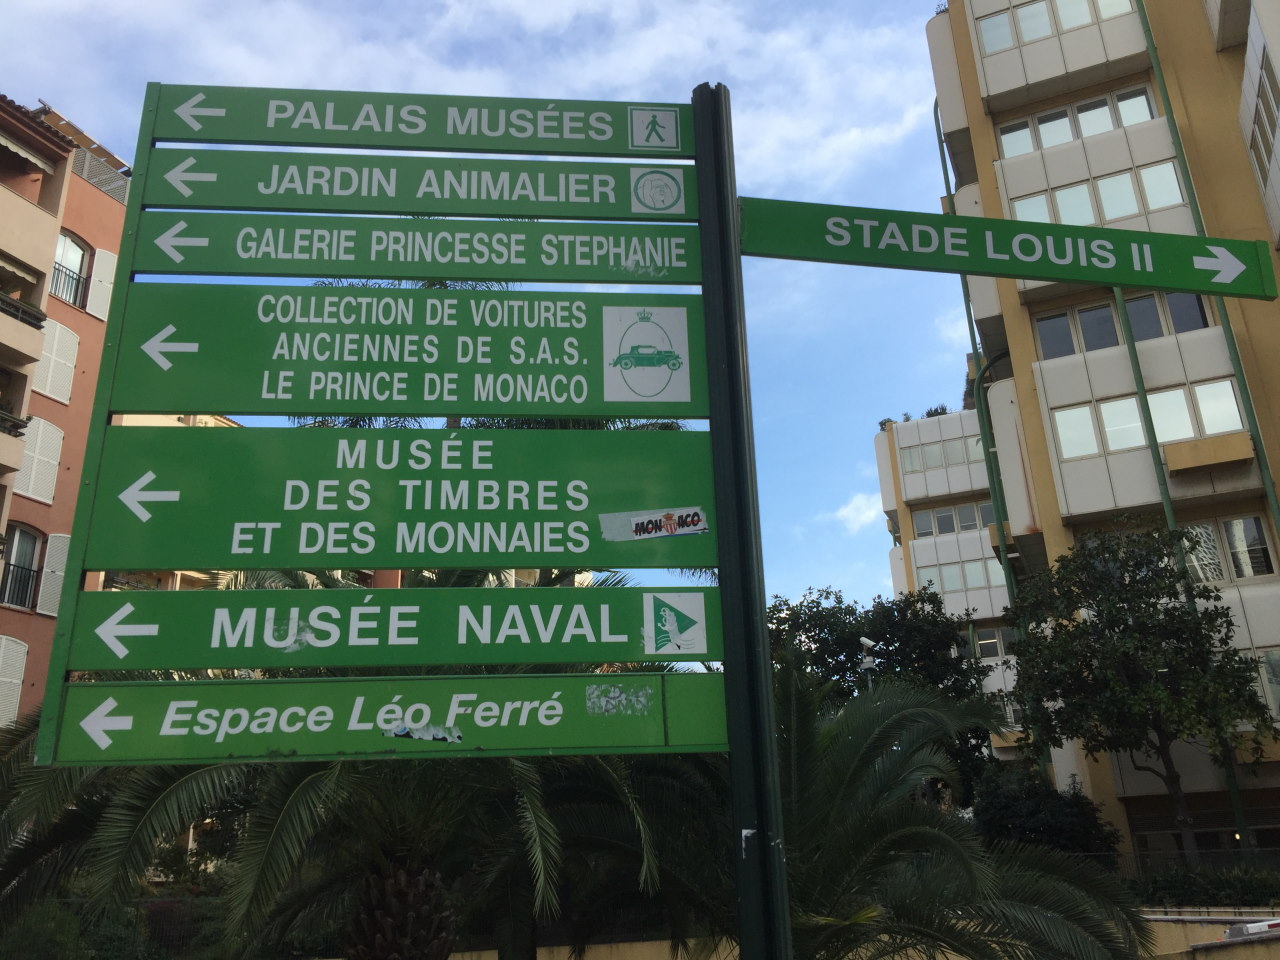 PALAIS MUSÉES
JARDIN ANIMALIER
GALERIE PRINCESSE STEPHANIE
COLLECTION DE VOITURES
ANCIENNES DE S.A.S.
LE PRINCE DE MONACO
MUSÉE
DES TIMBRES
ET DES MONNAIES
MONACO
MUSÉE NAVAL
Espace Léo Ferré
STADE LOUIS II